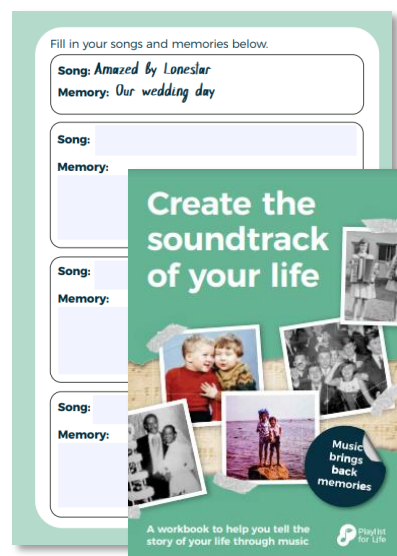 Fill in your songs and memories below.
Song: Amazed by Lonestar
Memory: Our wedding day
Song:
Memory:
Song:
Memory:
Song:
Memory:
Create the
soundtrack
of your life
Music
brings
back
memories
A workbook to help you tell the
story of your life through music
Playlist
for Life